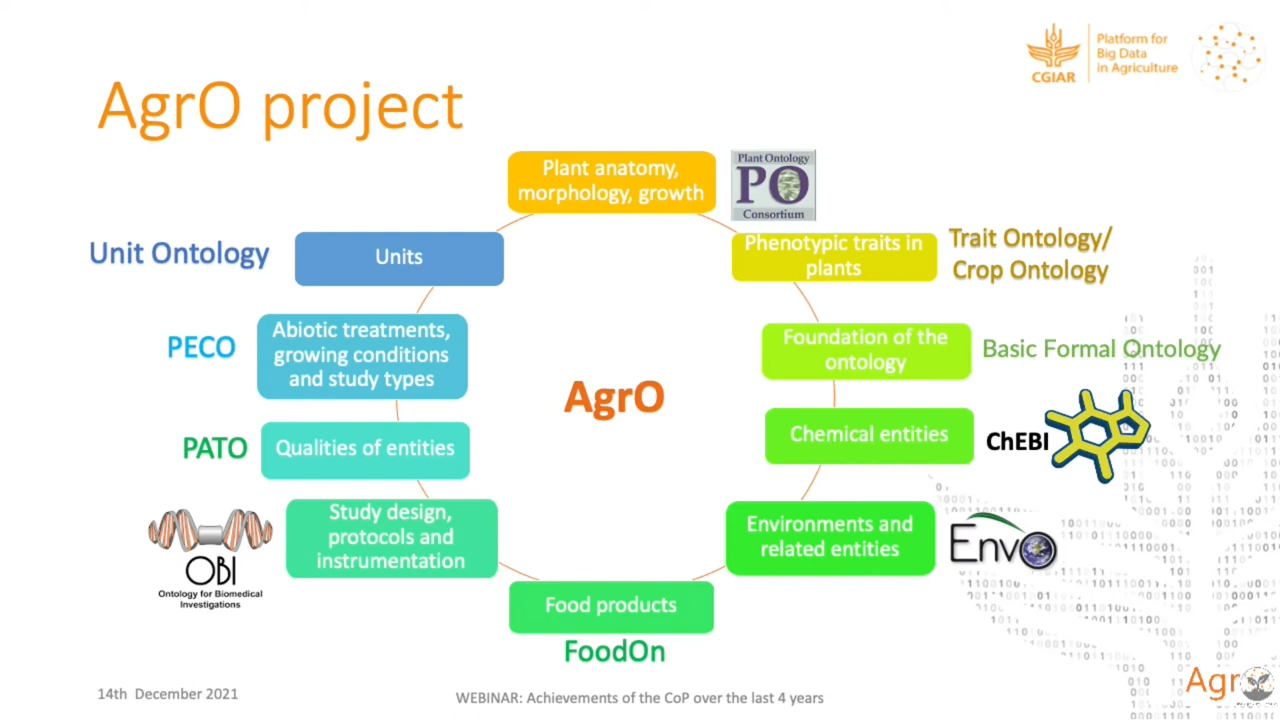 CGIAR
Platform for
Big Data
in Agriculture
AgrO project
Plant anatomy,
morphology, growth
Plant Ontology
PO
Consortium
Unit Ontology
Units
Phenotypic traits in
plants
Trait Ontology/
Crop Ontology
PECO
Abiotic treatments,
growing conditions
and study types
AgrO
Foundation of the
ontology
Basic Formal Ontology
PATO
Qualities of entities
Chemical entities
ChEBI
Study design,
protocols and
instrumentation
OBI
Ontology for Biomedical
Investigations
Environments and
related entities
EnvO
Food products
FoodOn
14th December 2021
WEBINAR: Achievements of the CoP over the last 4 years
Agr